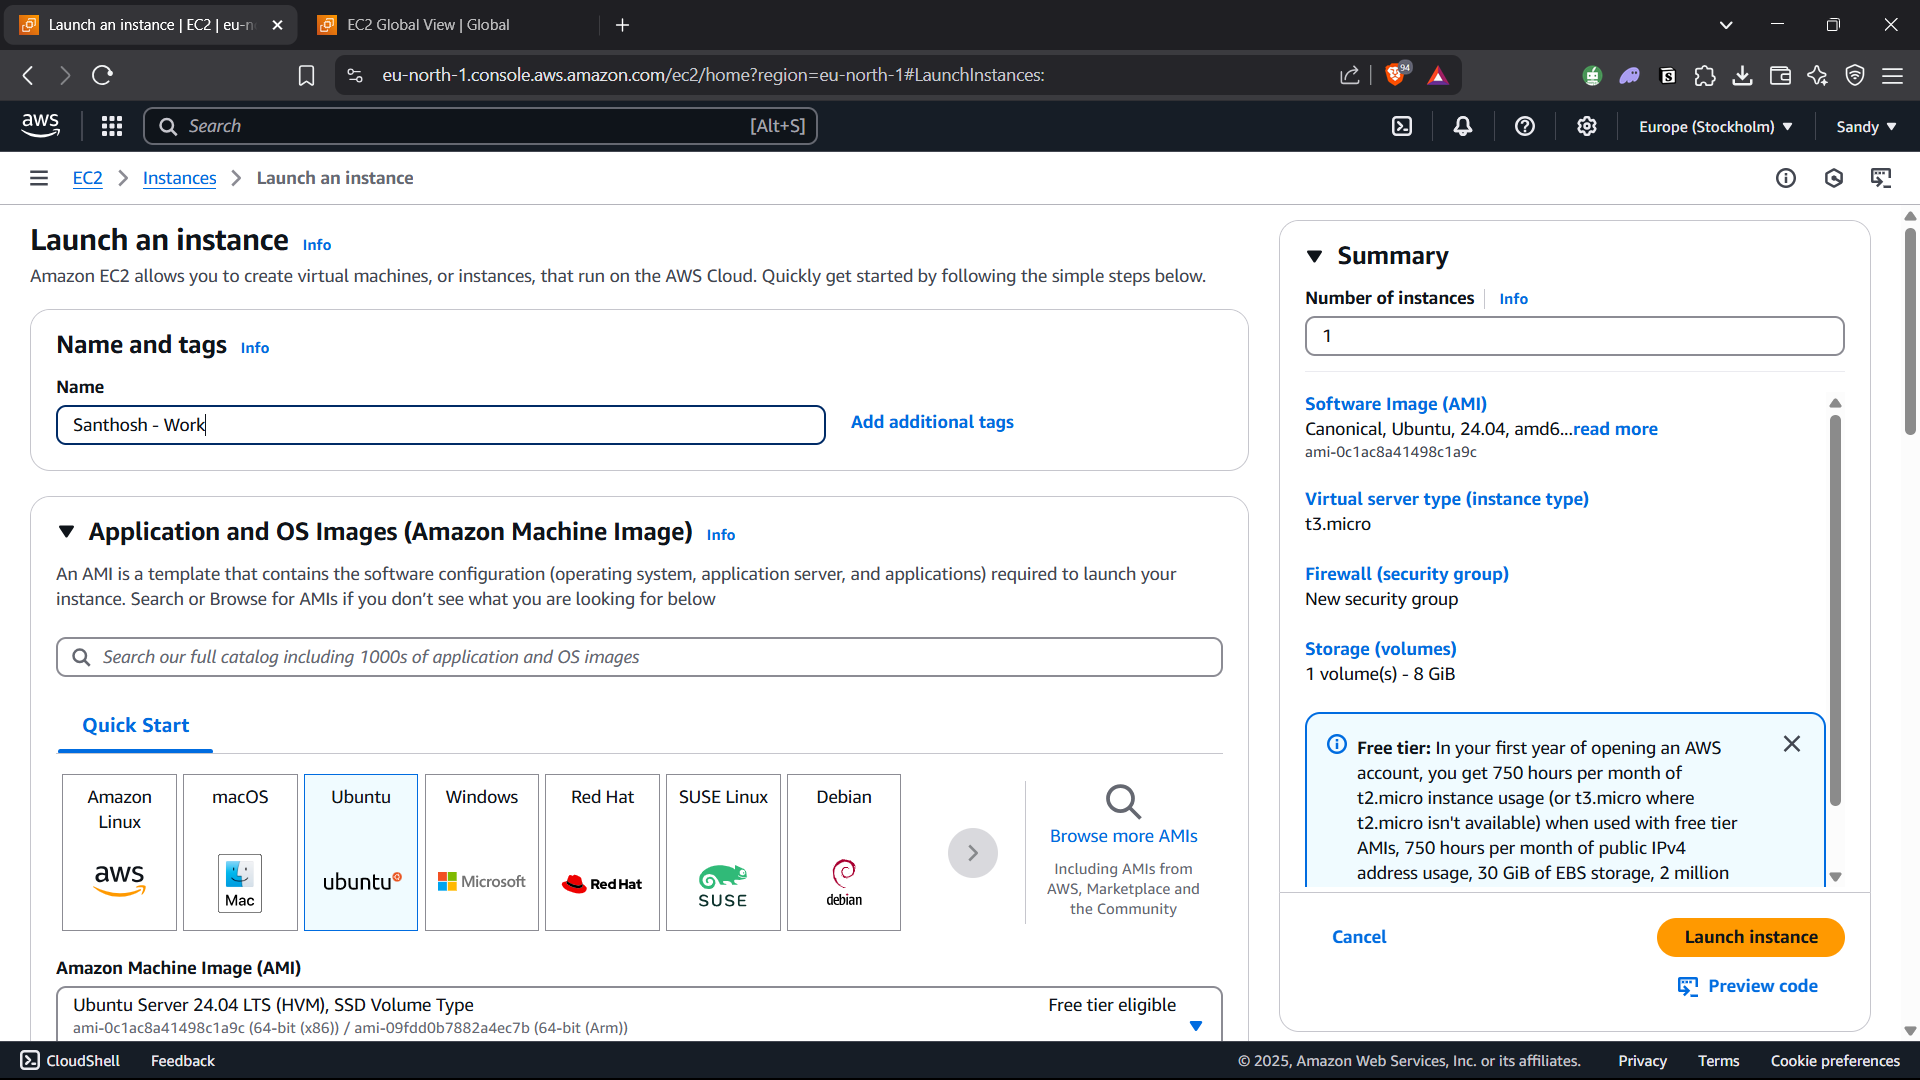 Launch an instance | EC2 | eu-n
EC2 Global View | Global
eu-north-1.console.aws.amazon.com/ec2/home?region=eu-north-1#LaunchInstances:
94
aws
Search
[Alt+S]
Europe (Stockholm)
Sandy
EC2
Instances
Launch an instance
Launch an instance Info
Amazon EC2 allows you to create virtual machines, or instances, that run on the AWS Cloud. Quickly get started by following the simple steps below.
Name and tags Info
Name
Santhosh - Work
Add additional tags
Application and OS Images (Amazon Machine Image) Info
An AMI is a template that contains the software configuration (operating system, application server, and applications) required to launch your
instance. Search or Browse for AMIs if you don't see what you are looking for below
Search our full catalog including 1000s of application and OS images
Quick Start
Amazon
Linux
aws
macOS
Mac
Ubuntu
ubuntu
Windows
Microsoft
Red Hat
Red Hat
SUSE Linux
SUSE
Debian
debian
Browse more AMIs
Including AMIs from
AWS, Marketplace and
the Community
Amazon Machine Image (AMI)
Ubuntu Server 24.04 LTS (HVM), SSD Volume Type
Free tier eligible
ami-0c1ac8a41498c1a9c (64-bit (x86)) / ami-09fdd0b7882a4ec7b (64-bit (Arm))
Summary
Number of instances Info
1
Software Image (AMI)
Canonical, Ubuntu, 24.04, amd6...read more
ami-0c1ac8a41498c1a9c
Virtual server type (instance type)
t3.micro
Firewall (security group)
New security group
Storage (volumes)
1 volume(s) - 8 GiB
Free tier: In your first year of opening an AWS
account, you get 750 hours per month of
t2.micro instance usage (or t3.micro where
t2.micro isn't available) when used with free tier
AMIs, 750 hours per month of public IPv4
address usage, 30 GiB of EBS storage, 2 million
Cancel
Launch instance
Preview code
CloudShell
Feedback
© 2025, Amazon Web Services, Inc. or its affiliates.
Privacy
Terms
Cookie preferences